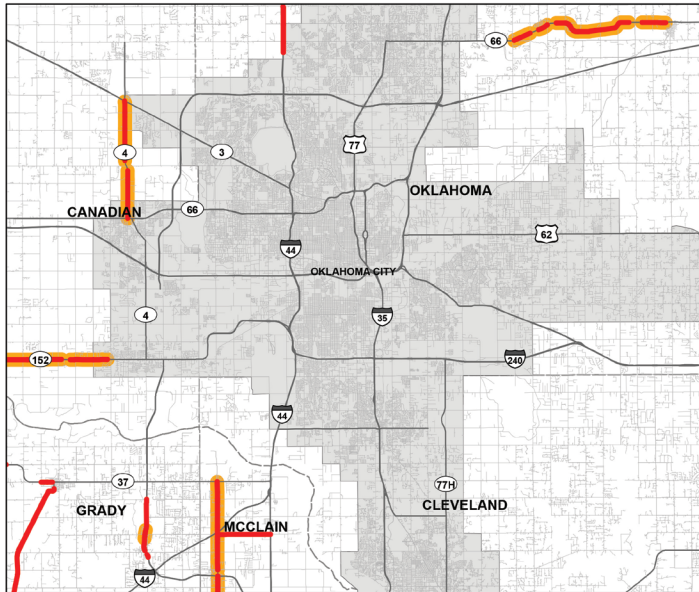 66
77
4
3
OKLAHOMA
CANADIAN
66
62
44
OKLAHOMA CITY
4
35
152
240
44
37
77H
GRADY
CLEVELAND
MCCLAIN
44